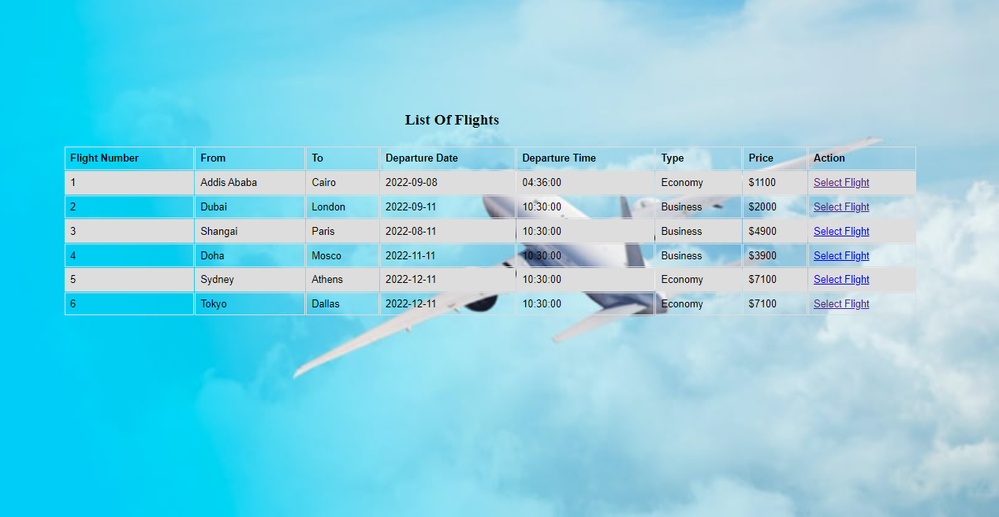 List Of Flights
Flight Number From To Departure Date Departure Time Type Price Action
1 Addis Ababa Cairo 2022-09-08 04:36:00 Economy $1100 Select Flight
2 Dubai London 2022-09-11 10:30:00 Business $2000 Select Flight
3 Shangai Paris 2022-08-11 10:30:00 Business $4900 Select Flight
4 Doha Mosco 2022-11-11 10:30:00 Business $3900 Select Flight
5 Sydney Athens 2022-12-11 10:30:00 Economy $7100 Select Flight
6 Tokyo Dallas 2022-12-11 10:30:00 Economy $7100 Select Flight